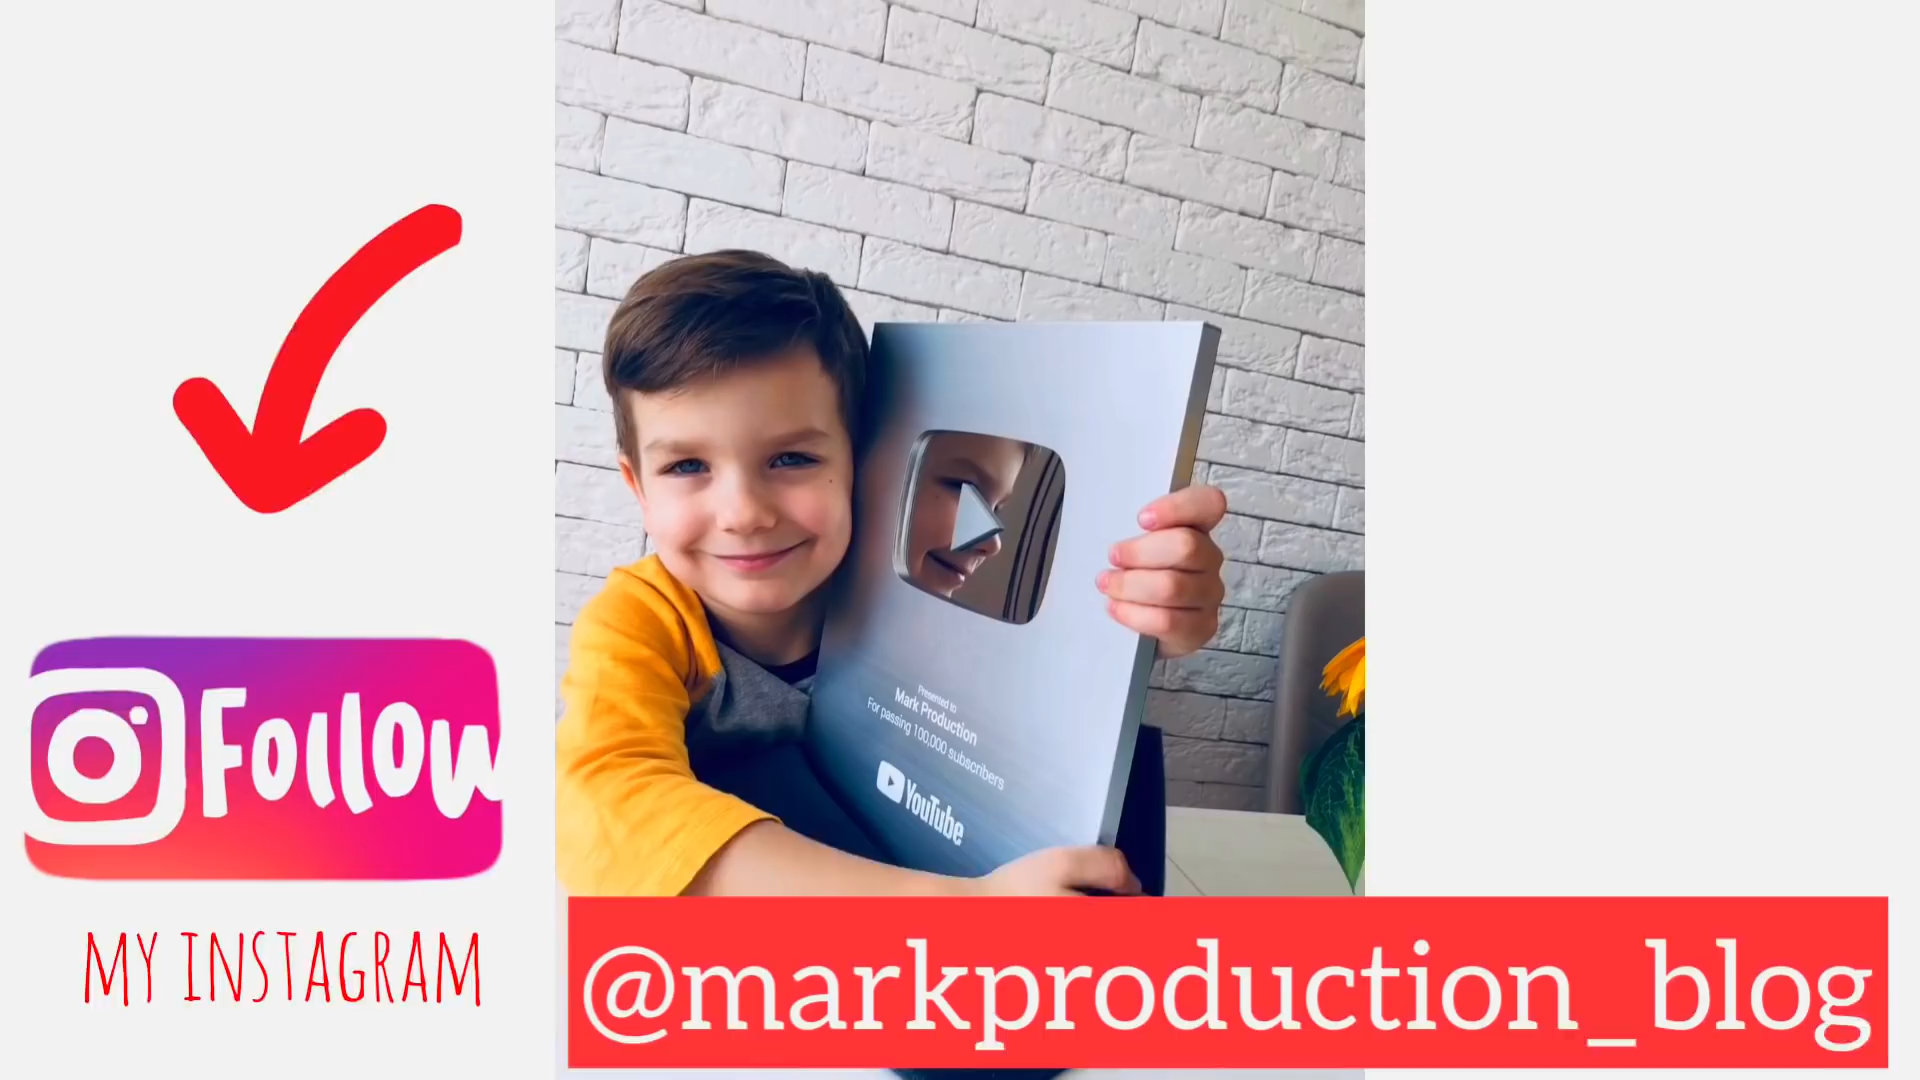 Presented to
Mark Production
For passing 100,000 subscribers
YouTube
Follow
MY INSTAGRAM
@markproduction_blog